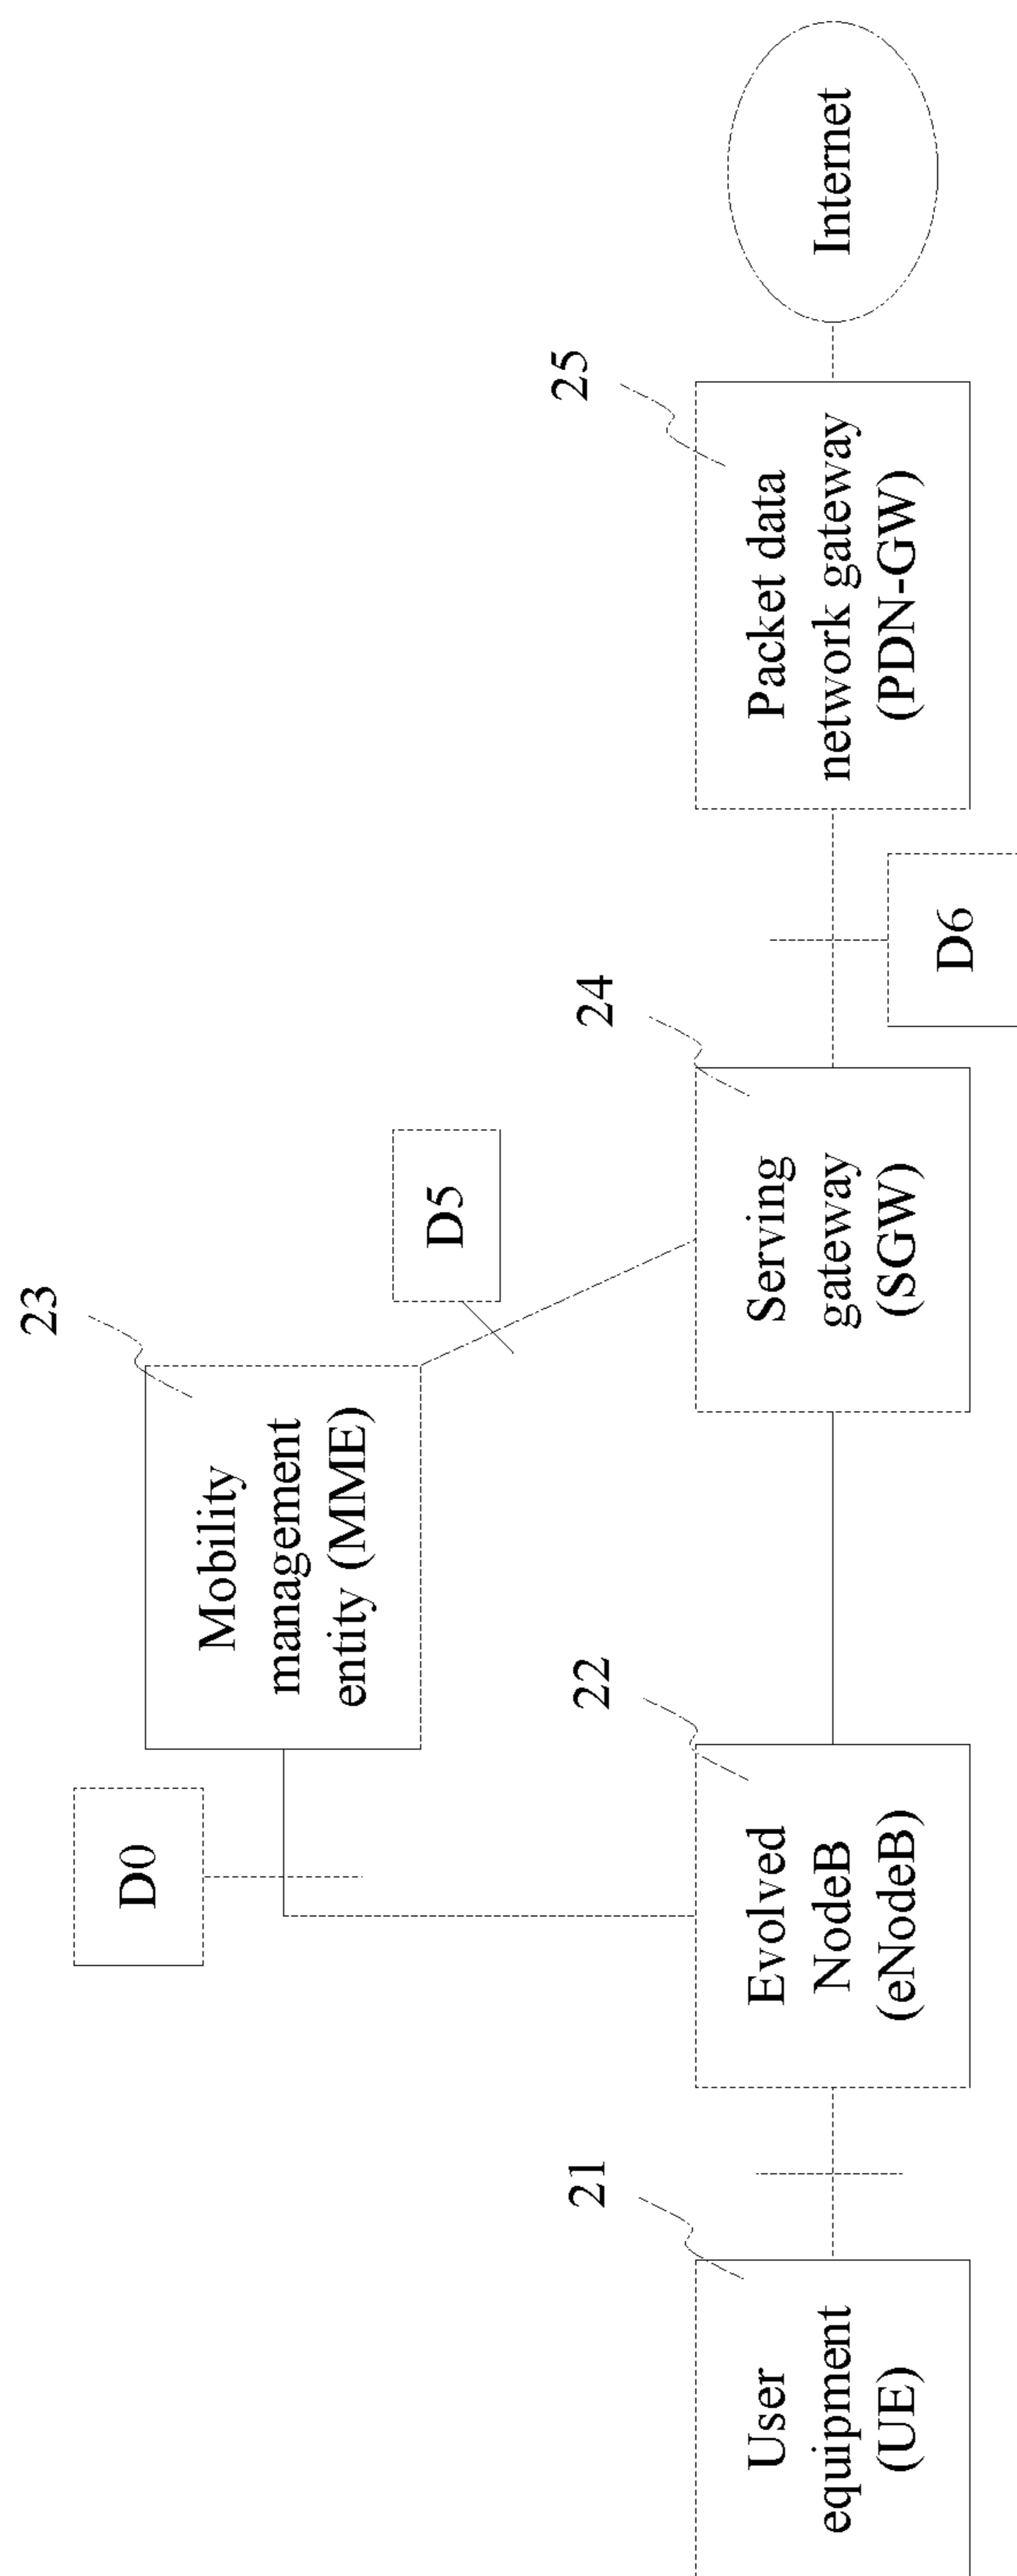 23
D0
Mobility
management
entity (MME)
D5
21
22
24
25
User
equipment
(UE)
Evolved
NodeB
(eNodeB)
Serving
gateway
(SGW)
Packet data
network gateway
(PDN-GW)
Internet
D6